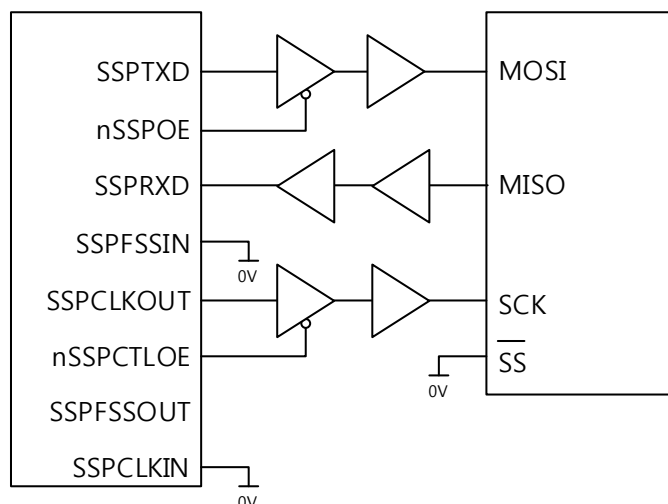 SSPTXD
nSSPOE
SSPRXD
SSPFSSIN
0V
SSPCLKOUT
nSSPCTLOE
SSPFSSOUT
SSPCLKIN
0V
MOSI
MISO
SCK
SS
0V